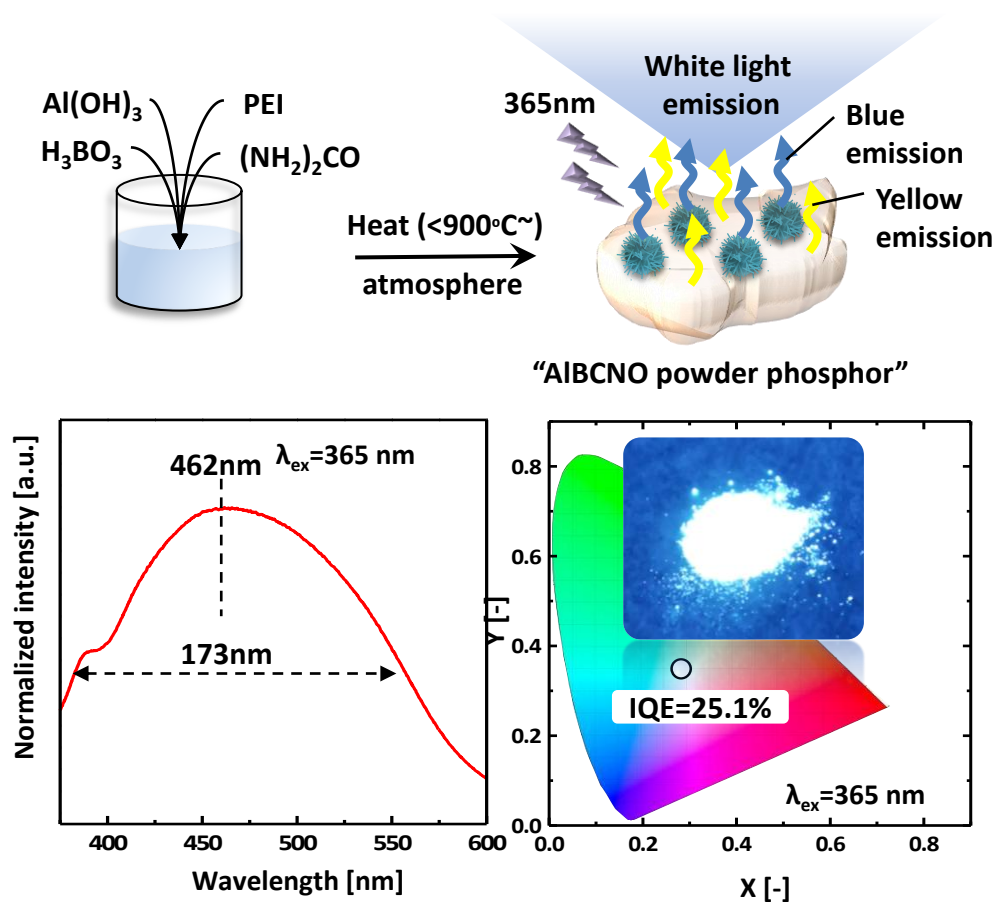 Al(OH)₃
PEI
H₃BO₃
(NH₂)₂CO
Heat (<900ºC~)
atmosphere
365nm
White light
emission
Blue
emission
Yellow
emission
“AlBCNO powder phosphor”
Normalized intensity [a.u.]
λex=365 nm
462nm
173nm
400
450
500
550
600
Wavelength [nm]
Y [-]
0.8
0.6
0.4
0.2
0.0
IQE=25.1%
λex=365 nm
0.0
0.2
0.4
0.6
0.8
X [-]